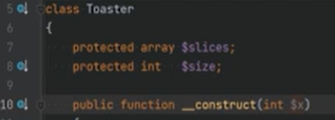 5 class Toaster
6 {
7 protected array $slices;
8 protected int $size;
9
10 public function __construct(int $x)
{